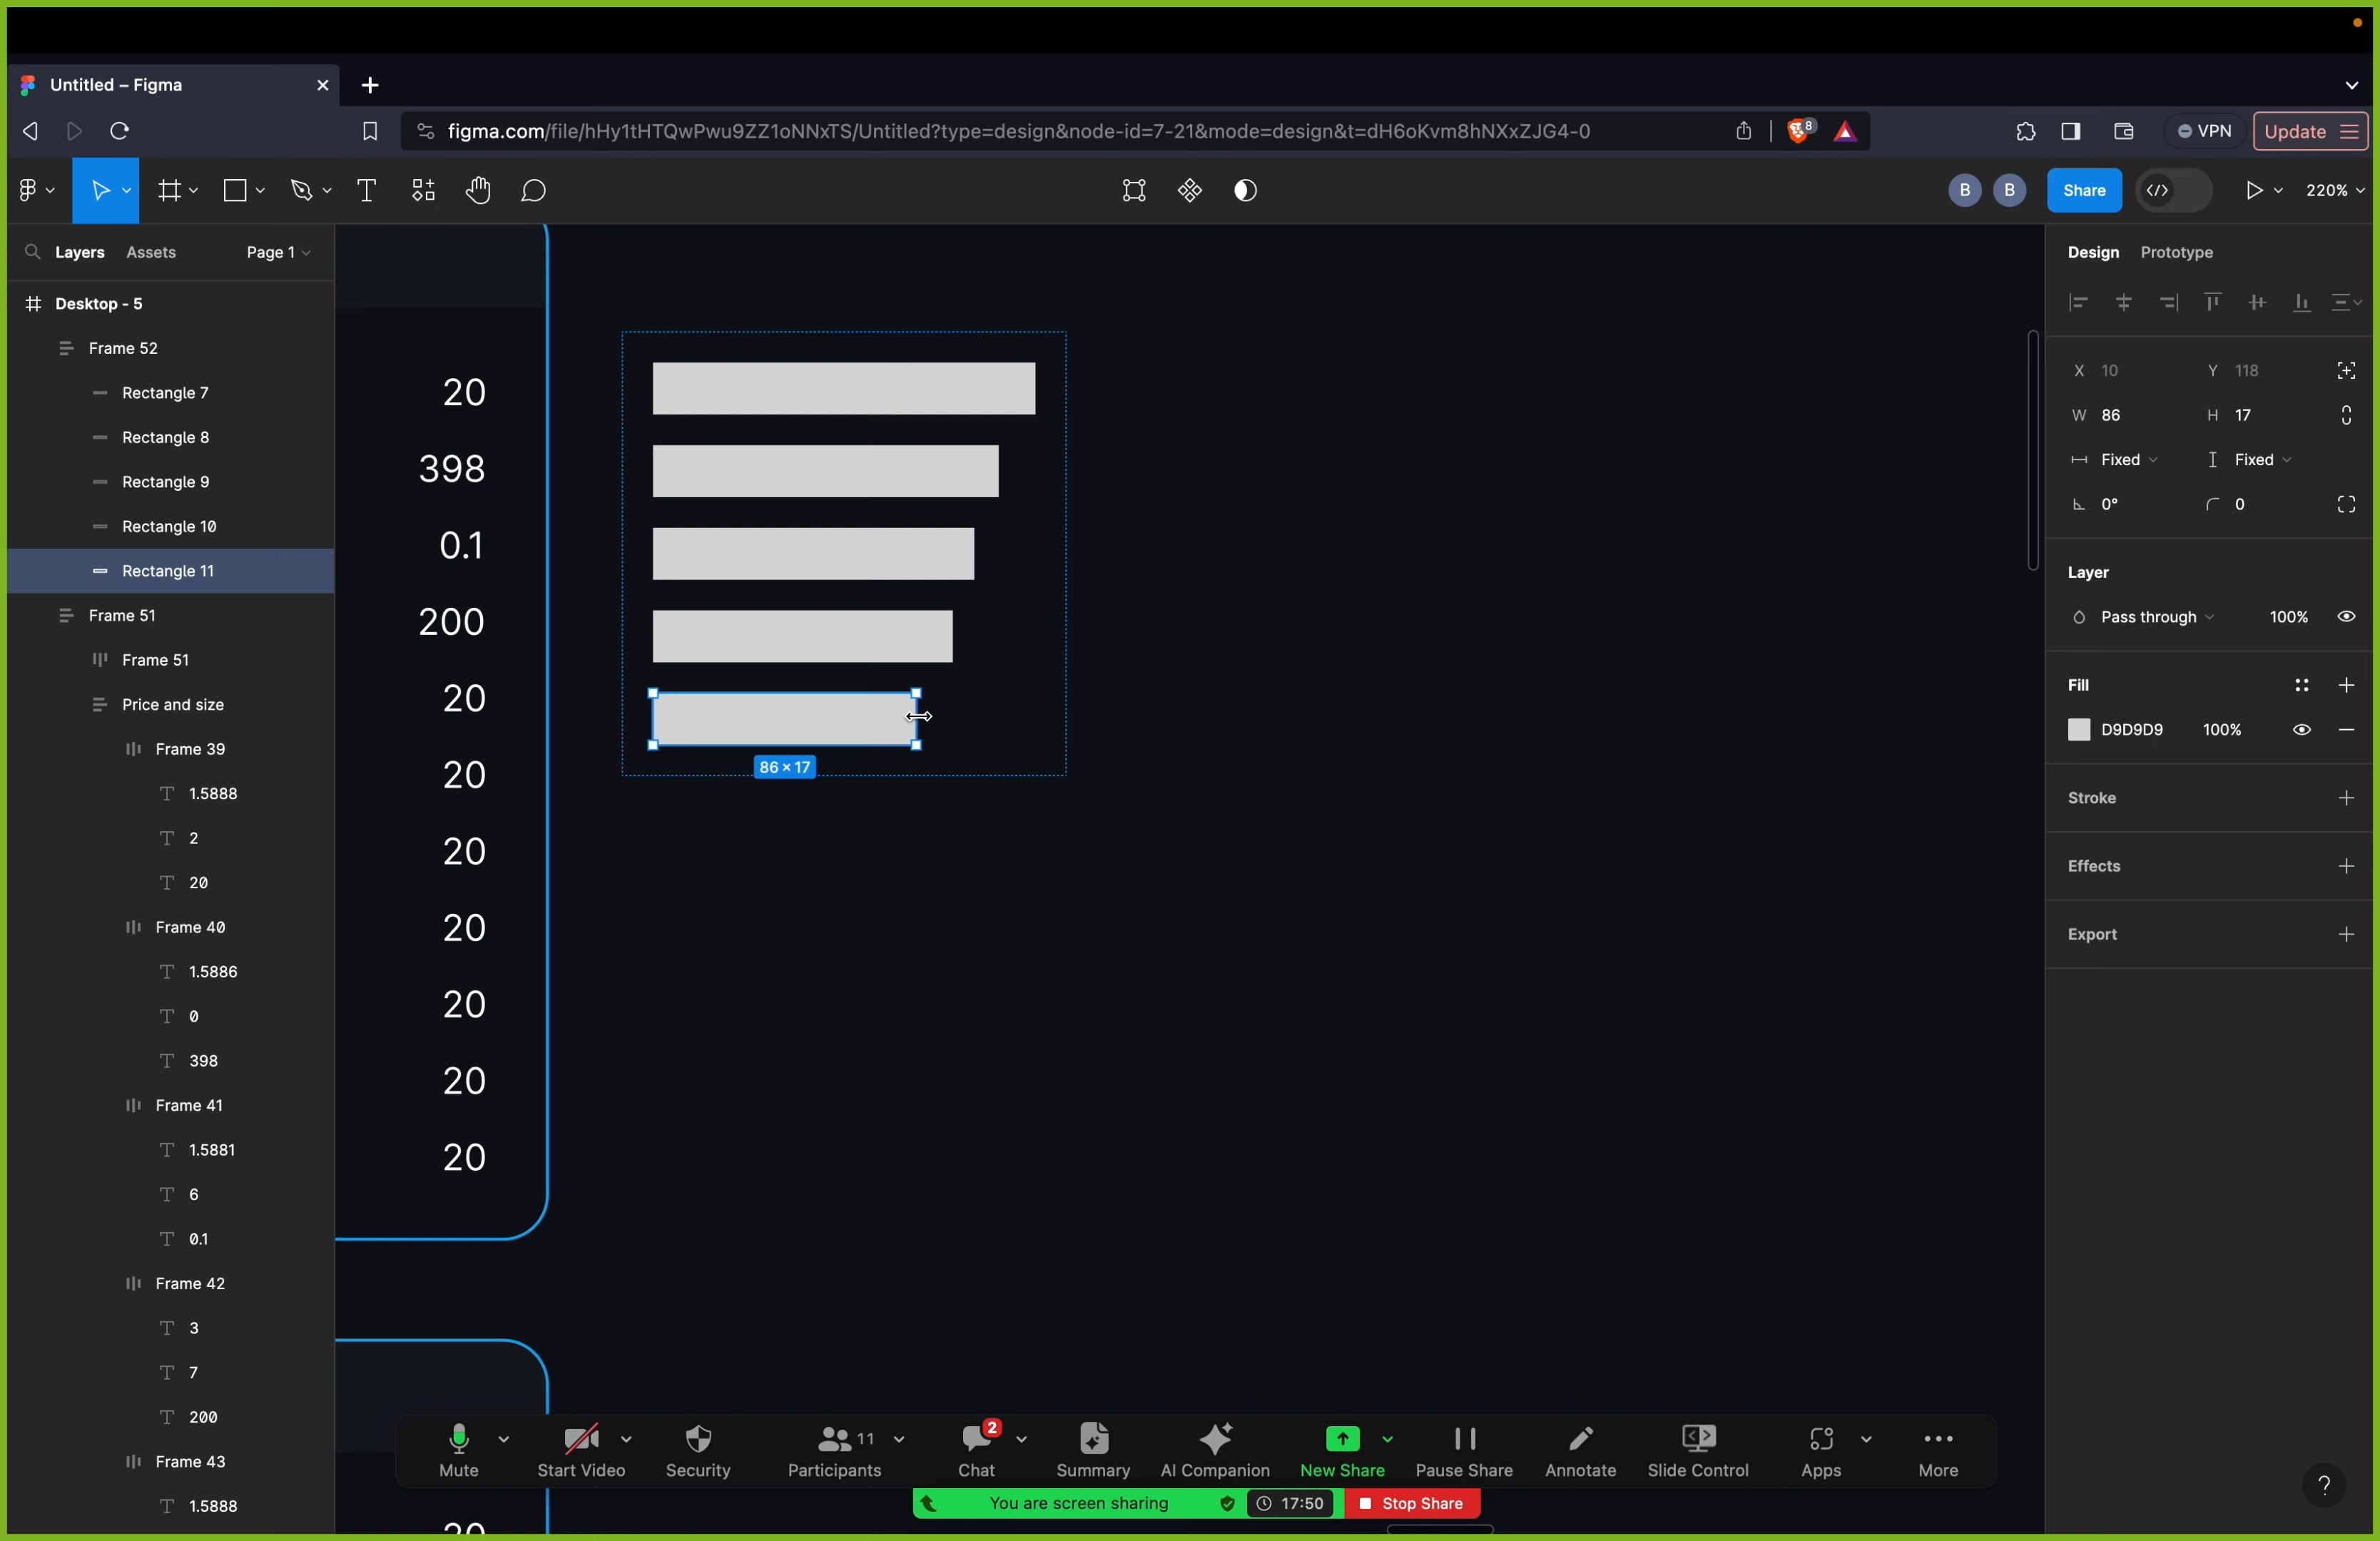 Untitled – Figma
figma.com/file/hHy1tHTQwPwu9ZZ1oNNxTS/Untitled?type=design&node-id=7-21&mode=design&t=dH6oKvm8hNXxZJG4-0
8
VPN
Update
B
B
Share
220%
Layers
Assets
Page 1
Desktop - 5
Frame 52
Rectangle 7
Rectangle 8
Rectangle 9
Rectangle 10
Rectangle 11
Frame 51
Frame 51
Price and size
Frame 39
1.5888
2
20
Frame 40
1.5886
0
398
Frame 41
1.5881
6
0.1
Frame 42
3
7
200
Frame 43
1.5888
20
398
0.1
200
20
20
20
20
20
20
20
20
86 × 17
Design
Prototype
X 10
Y 118
W 86
H 17
Fixed
Fixed
0°
0
Layer
Pass through
100%
Fill
D9D9D9
100%
Stroke
Effects
Export
Mute
Start Video
Security
11
Participants
2
Chat
Summary
AI Companion
New Share
Pause Share
Annotate
Slide Control
Apps
More
You are screen sharing
17:50
Stop Share
?